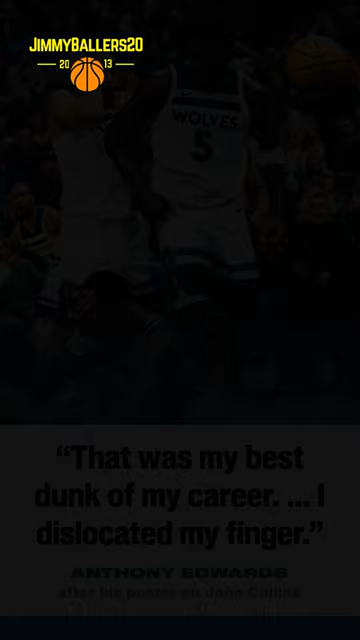 JIMMYBALLERS20
20 13
WOLVES
5
“That was my best
dunk of my career. ... I
dislocated my finger.”
ANTHONY EDWARDS
after his poster on John Collins